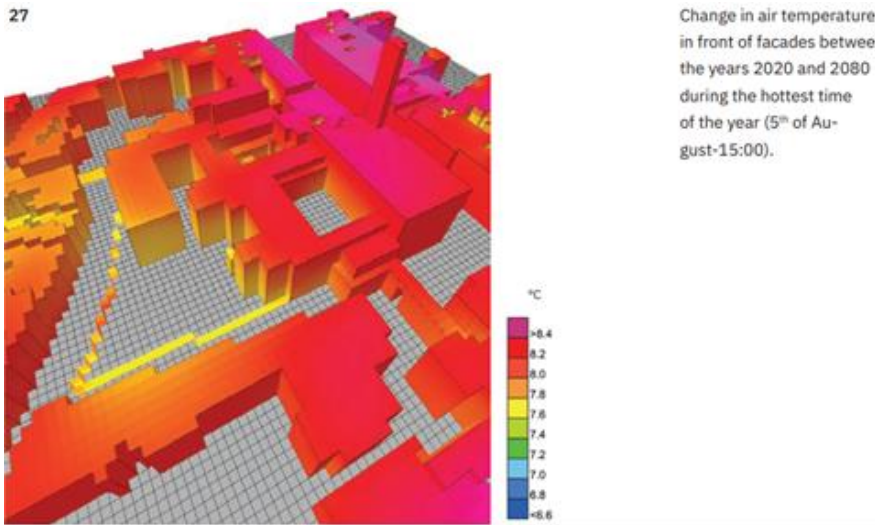 27
Change in air temperature
in front of facades betwee
the years 2020 and 2080
during the hottest time
of the year (5th of Au-
gust-15:00).
°C
>8.4
8.2
8.0
7.8
7.6
7.4
7.2
7.0
6.8
<6.6